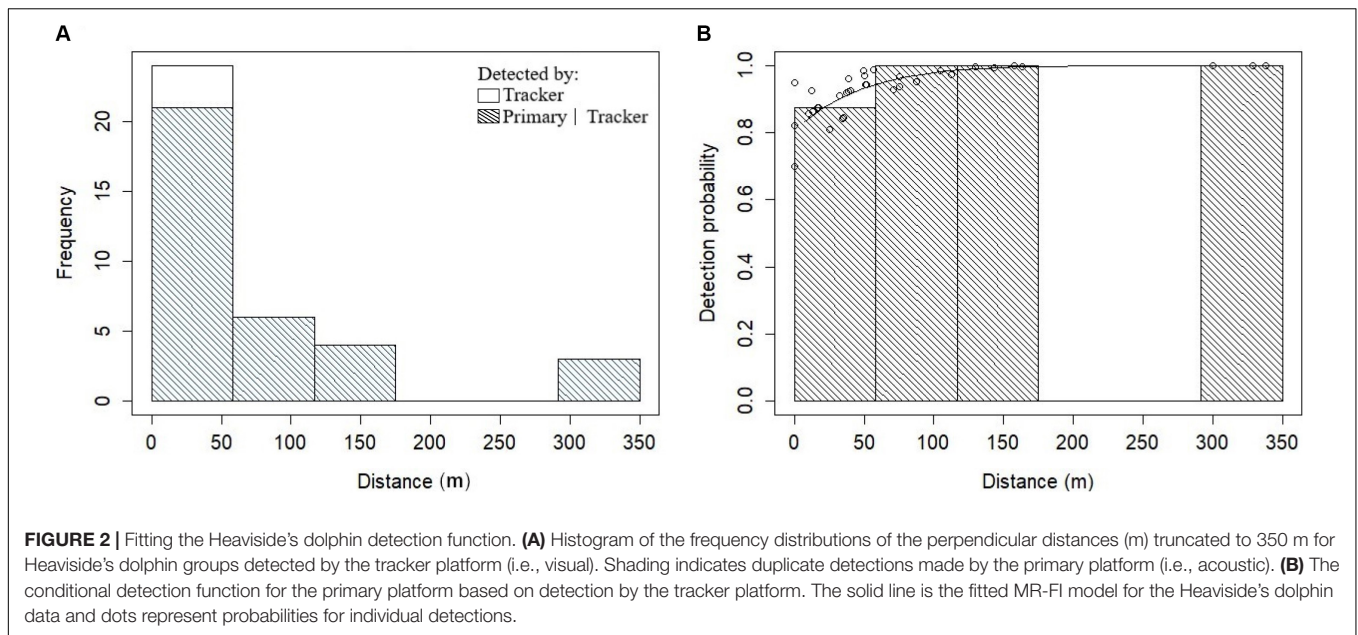 A
Detected by:
Tracker
Primary | Tracker
Frequency
20
15
10
5
0
0 50 100 150 200 250 300 350
Distance (m)
B
Detection probability
1.0
0.8
0.6
0.4
0.2
0.0
0 50 100 150 200 250 300 350
Distance (m)
FIGURE 2 | Fitting the Heaviside's dolphin detection function. (A) Histogram of the frequency distributions of the perpendicular distances (m) truncated to 350 m for
Heaviside's dolphin groups detected by the tracker platform (i.e., visual). Shading indicates duplicate detections made by the primary platform (i.e., acoustic). (B) The
conditional detection function for the primary platform based on detection by the tracker platform. The solid line is the fitted MR-FI model for the Heaviside's dolphin
data and dots represent probabilities for individual detections.